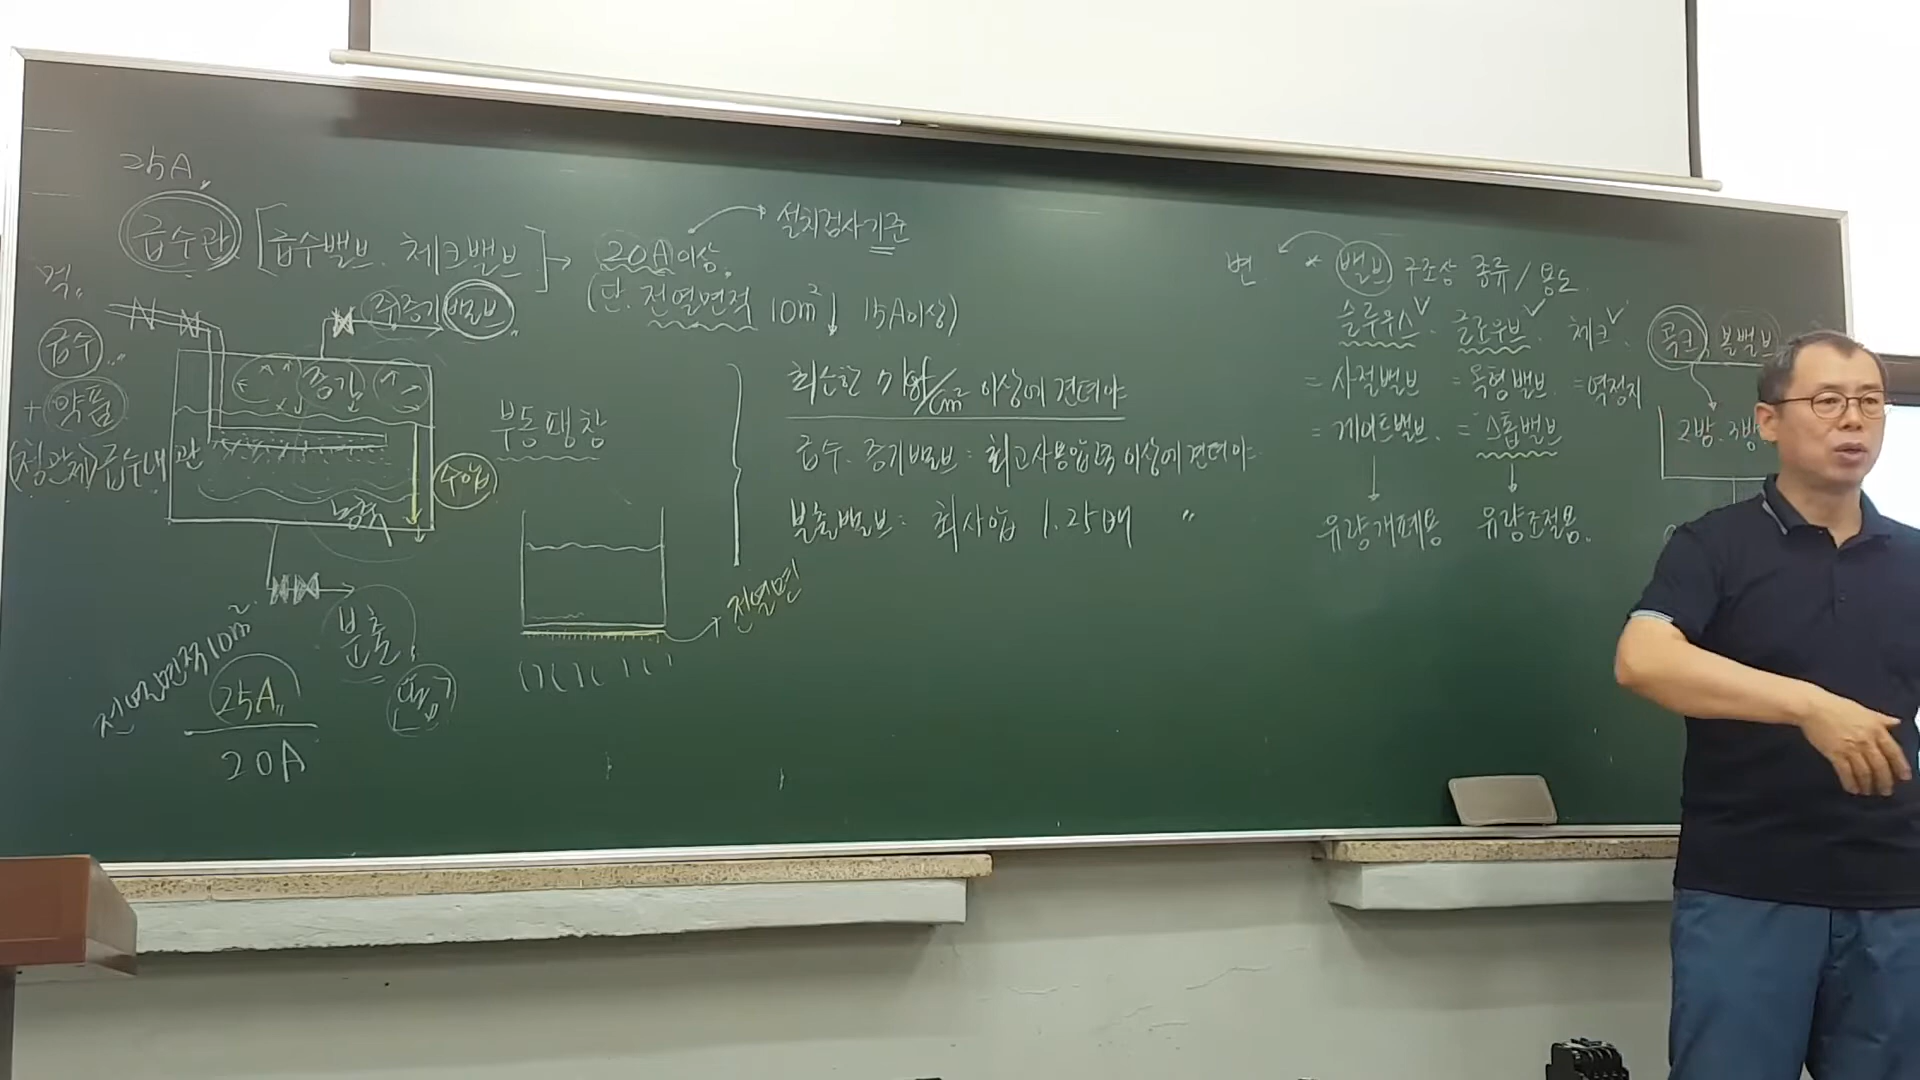 25A
급수관 [급수밸브. 체크밸브] → 20A이상.
설치검사기준
(단. 전열면적 10m² ↓ 15A이상)
주증기밸브
급수
+ 약품
(청관제) 급수내관
증기
수압
부동팽창
분출
전열면적 10m²
25A
20A
전열면
최소한 7kgf/cm² 이상에 견뎌야
급수. 증기밸브 : 최고사용압력 이상에 견뎌야
분출밸브 : 최사압 1.25배 〃
변 * 밸브 구조상 종류 / 용도
슬루우스. 글로우브. 체크. 콕크. 볼밸브
= 사절밸브 = 옥형밸브. = 역정지
= 게이트밸브. = 스톱밸브
2방. 3방
유량개폐용 유량조절용.